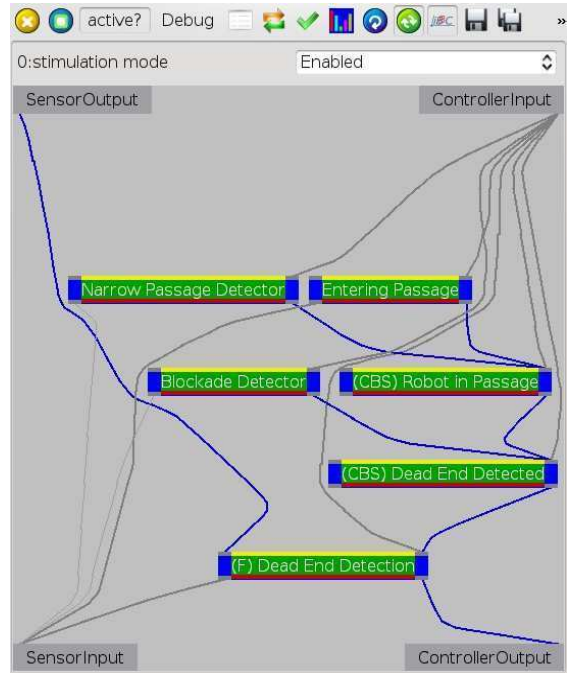 active? Debug »
0:stimulation mode Enabled
SensorOutput ControllerInput
Narrow Passage Detector Entering Passage
Blockade Detector (CBS) Robot in Passage
(CBS) Dead End Detected
(F) Dead End Detection
SensorInput ControllerOutput